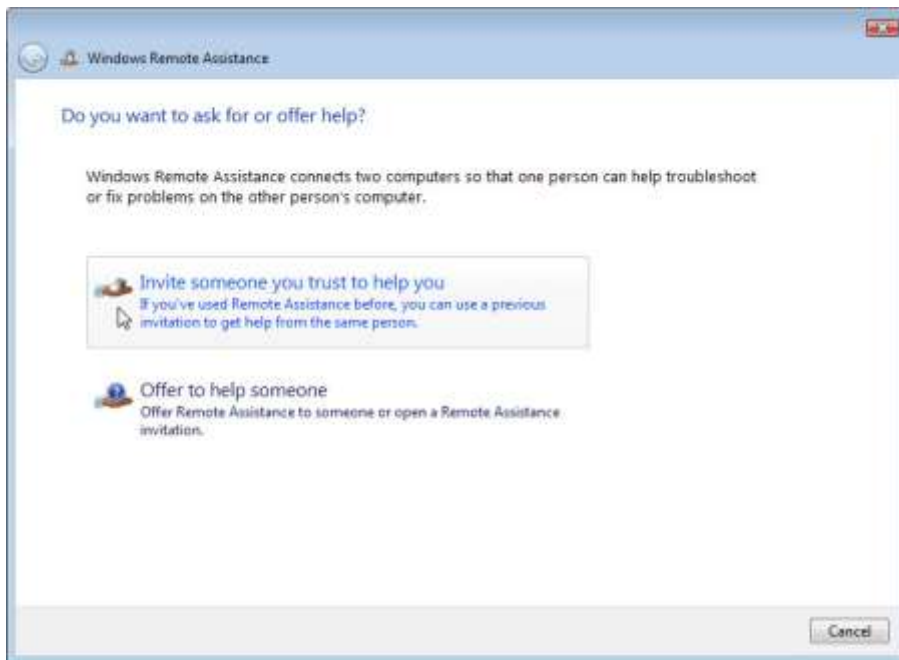 Windows Remote Assistance
Do you want to ask for or offer help?
Windows Remote Assistance connects two computers so that one person can help troubleshoot
or fix problems on the other person's computer.
Invite someone you trust to help you
If you've used Remote Assistance before, you can use a previous
invitation to get help from the same person.
Offer to help someone
Offer Remote Assistance to someone or open a Remote Assistance
invitation.
Cancel